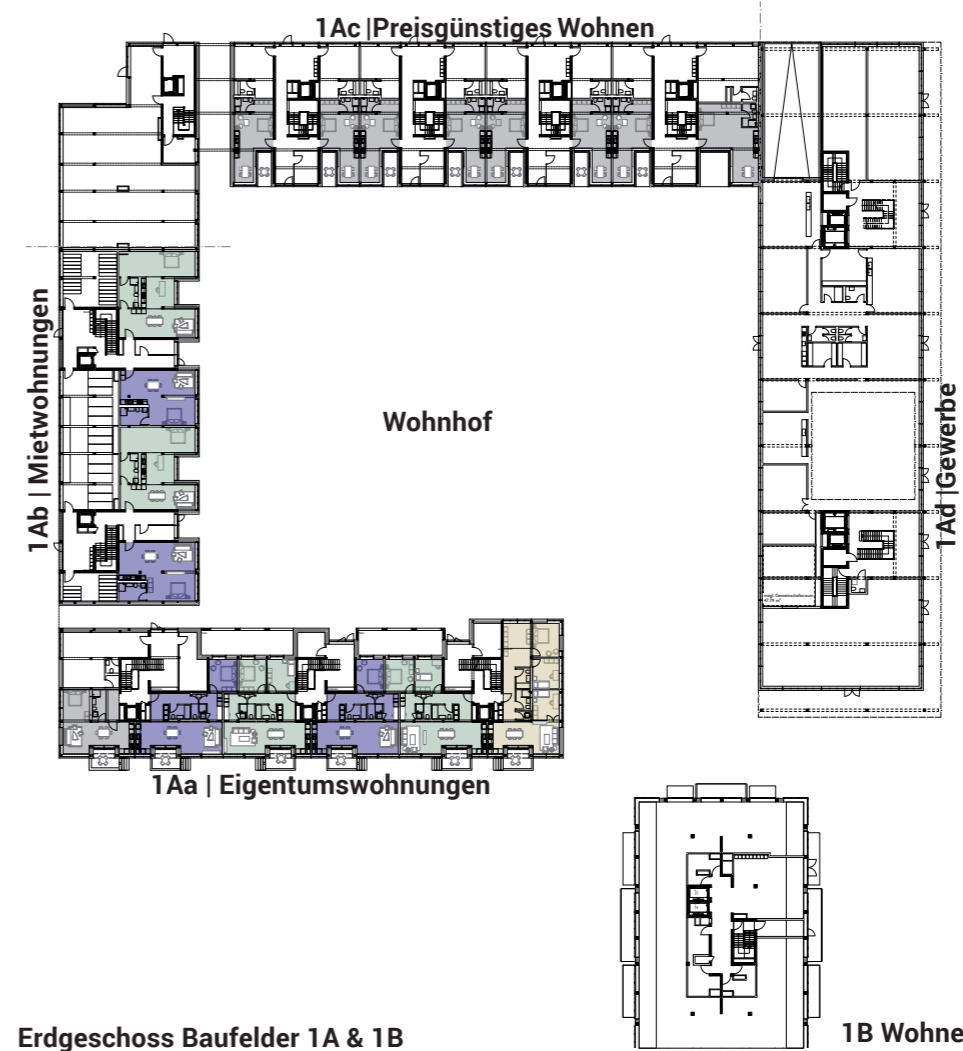 1Ac |Preisgünstiges Wohnen
1Ab | Mietwohnungen
Wohnhof
1Ad |Gewerbe
1Aa | Eigentumswohnungen
Erdgeschoss Baufelder 1A & 1B
1B Wohne